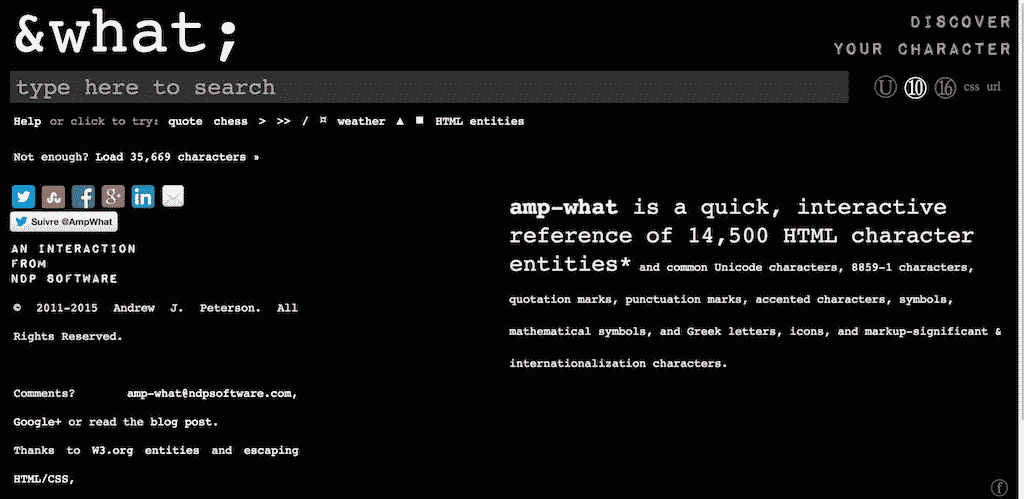 &what;
DISCOVER
YOUR CHARACTER
type here to search
U 10 16 css url
Help or click to try: quote chess > >> / ¤ weather ▲ ■ HTML entities
Not enough? Load 35,669 characters »
Suivre @AmpWhat
AN INTERACTION
FROM
NDP SOFTWARE
© 2011-2015 Andrew J. Peterson. All
Rights Reserved.
Comments? amp-what@ndpsoftware.com,
Google+ or read the blog post.
Thanks to W3.org entities and escaping
HTML/CSS,
amp-what is a quick, interactive
reference of 14,500 HTML character
entities* and common Unicode characters, 8859-1 characters,
quotation marks, punctuation marks, accented characters, symbols,
mathematical symbols, and Greek letters, icons, and markup-significant &
internationalization characters.
f